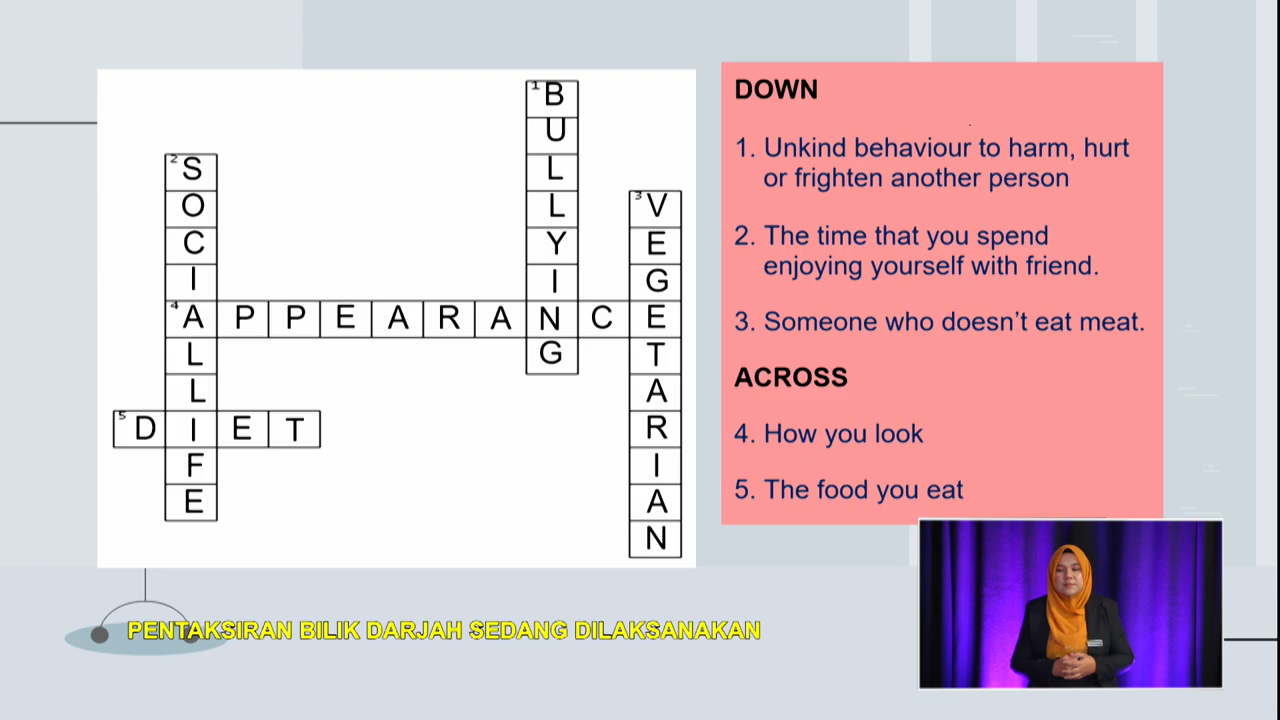 1 B
U
2 S L
O L 3 V
C Y E
I I G
4 A P P E A R A N C E
L G T
L A
5 D I E T R
F I
E A
N
DOWN
1. Unkind behaviour to harm, hurt
or frighten another person
2. The time that you spend
enjoying yourself with friend.
3. Someone who doesn't eat meat.
ACROSS
4. How you look
5. The food you eat
PENTAKSIRAN BILIK DARJAH SEDANG DILAKSANAKAN